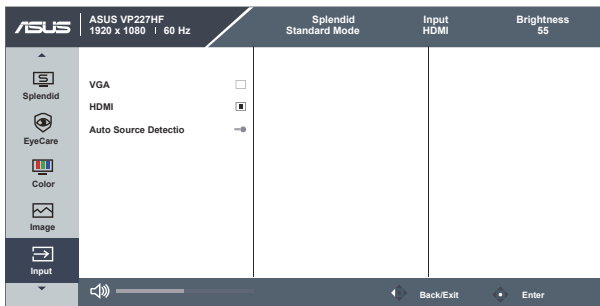 ASUS
ASUS VP227HF
1920 x 1080 | 60 Hz
Splendid
Standard Mode
Input
HDMI
Brightness
55
Splendid
EyeCare
Color
Image
Input
VGA
HDMI
Auto Source Detectio
Back/Exit
Enter